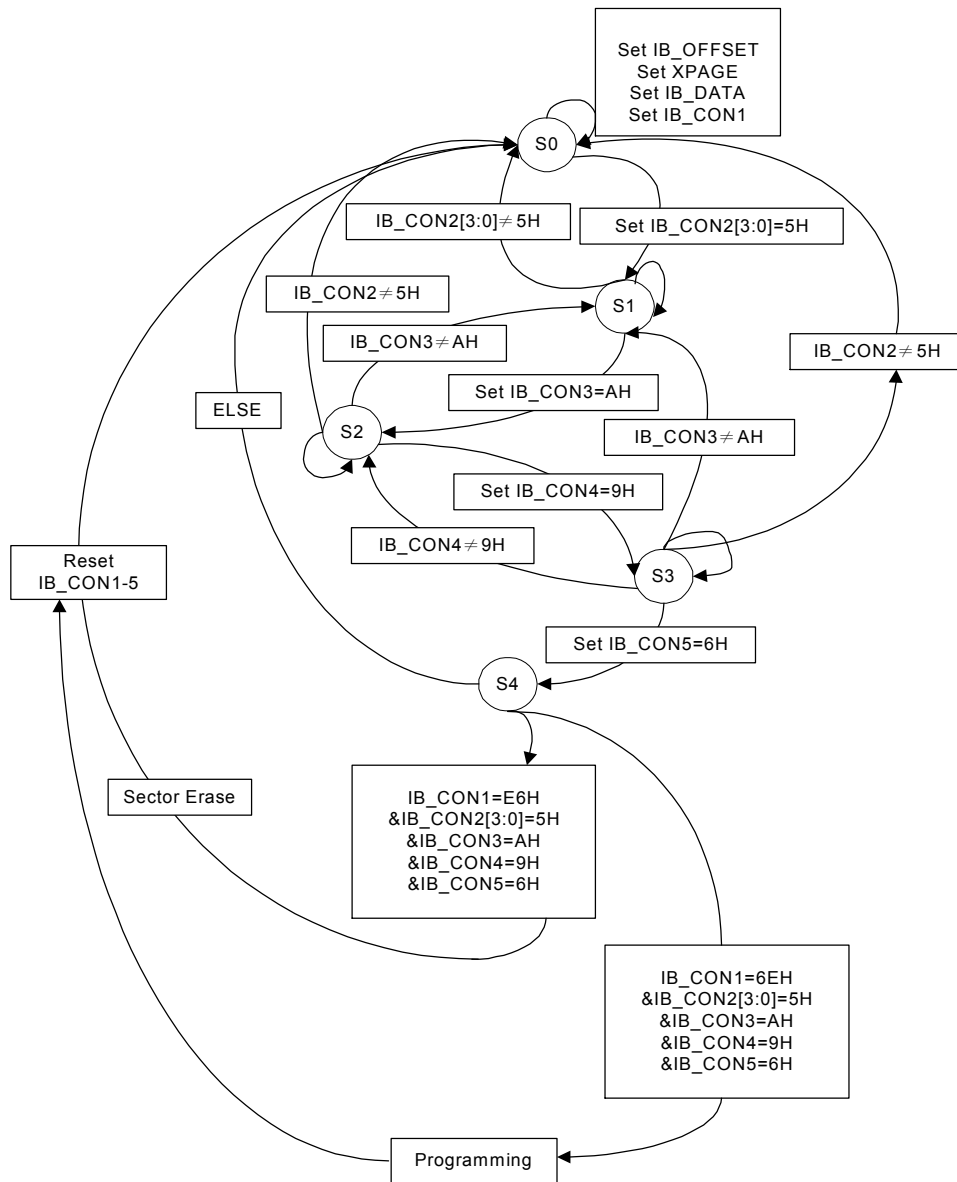 Set IB_OFFSET
Set XPAGE
Set IB_DATA
Set IB_CON1
S0
IB_CON2[3:0]≠5H
Set IB_CON2[3:0]=5H
IB_CON2≠5H
S1
IB_CON3≠AH
IB_CON2≠5H
Set IB_CON3=AH
ELSE
S2
IB_CON3≠AH
Set IB_CON4=9H
IB_CON4≠9H
Reset
IB_CON1-5
S3
Set IB_CON5=6H
S4
Sector Erase
IB_CON1=E6H
&IB_CON2[3:0]=5H
&IB_CON3=AH
&IB_CON4=9H
&IB_CON5=6H
IB_CON1=6EH
&IB_CON2[3:0]=5H
&IB_CON3=AH
&IB_CON4=9H
&IB_CON5=6H
Programming